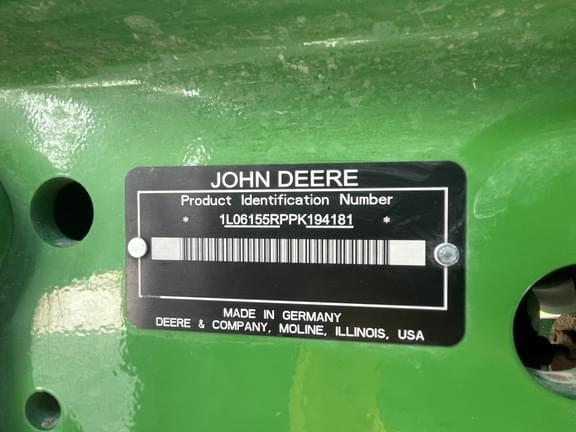 JOHN DEERE
Product Identification Number
* 1L06155RPPK194181 *
MADE IN GERMANY
DEERE & COMPANY, MOLINE, ILLINOIS, USA